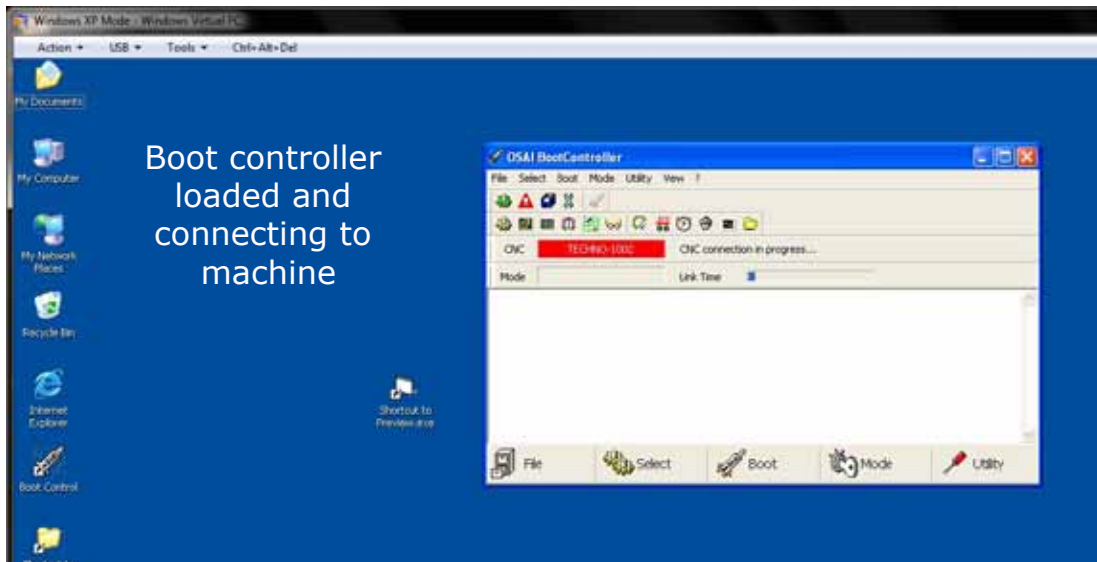 Windows XP Mode - Windows Virtual PC
Action USB Tools Ctrl+Alt+Del
My Documents
My Computer
My Network
Places
Recycle Bin
Internet
Explorer
Boot Control
Boot controller
loaded and
connecting to
machine
Shortcut to
Preview.exe
OSAI BootController
File Select Boot Mode Utility View ?
CNC TECHNO-1002 CNC connection in progress...
Mode Link Time
File Select Boot Mode Utility